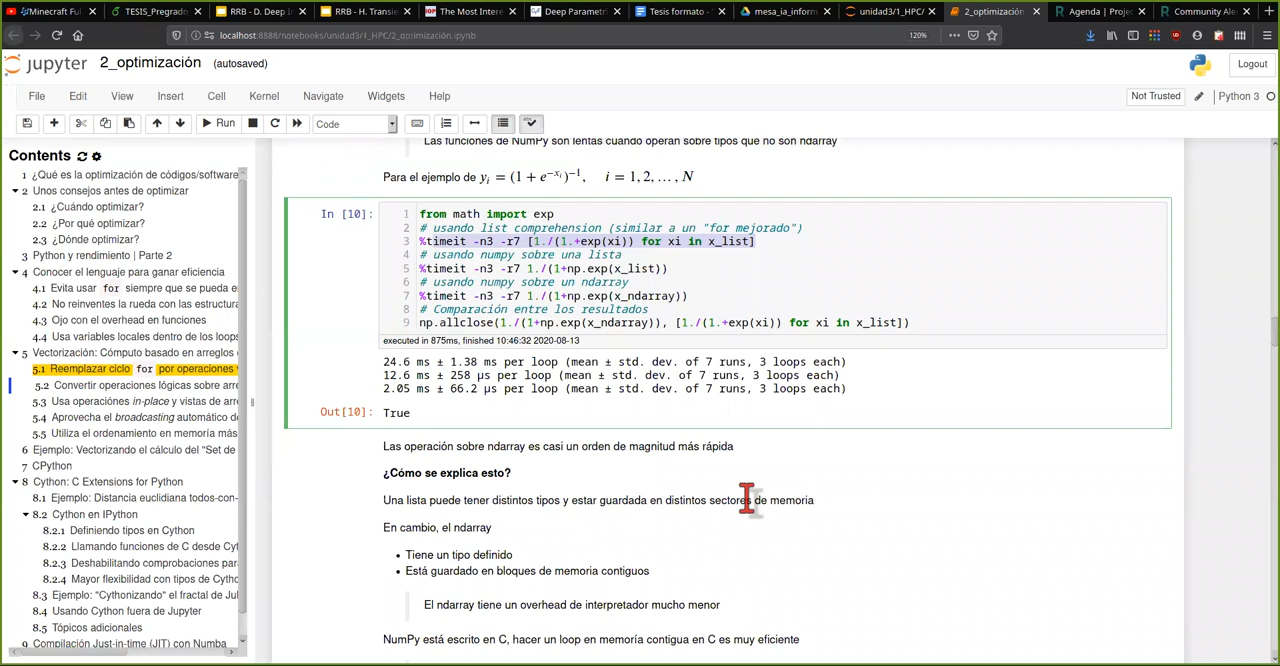 Minecraft Ful
TESIS_Pregrado
RRB - D. Deep In
RRB - H. Transie
The Most Intere
Deep Parametri
Tesis formato -
mesa_ia_inform
unidad3/1_HPC/
2_optimización
Agenda | Proje
Community Ale
localhost:8888/notebooks/unidad3/1_HPC/2_optimización.ipynb
120%
jupyter 2_optimización (autosaved)
Logout
File Edit View Insert Cell Kernel Navigate Widgets Help
Not Trusted
Python 3
Run
Code
Contents
1 ¿Qué es la optimización de códigos/software
2 Unos consejos antes de optimizar
2.1 ¿Cuándo optimizar?
2.2 ¿Por qué optimizar?
2.3 ¿Dónde optimizar?
3 Python y rendimiento | Parte 2
4 Conocer el lenguaje para ganar eficiencia
4.1 Evita usar for siempre que se pueda e
4.2 No reinventes la rueda con las estructura
4.3 Ojo con el overhead en funciones
4.4 Usa variables locales dentro de los loops
5 Vectorización: Cómputo basado en arreglos
5.1 Reemplazar ciclo for por operaciones
5.2 Convertir operaciones lógicas sobre arre
5.3 Usa operaciónes in-place y vistas de arre
5.4 Aprovecha el broadcasting automático de
5.5 Utiliza el ordenamiento en memoría más
6 Ejemplo: Vectorizando el cálculo del "Set de
7 CPython
8 Cython: C Extensions for Python
8.1 Ejemplo: Distancia euclidiana todos-con-
8.2 Cython en IPython
8.2.1 Definiendo tipos en Cython
8.2.2 Llamando funciones de C desde Cyt
8.2.3 Deshabilitando comprobaciones par
8.2.4 Mayor flexibilidad con tipos de Cytho
8.3 Ejemplo: "Cythonizando" el fractal de Jul
8.4 Usando Cython fuera de Jupyter
8.5 Tópicos adicionales
9 Compilación Just-in-time (JIT) con Numba
Las funciones de NumPy son lentas cuando operan sobre tipos que no son ndarray
Para el ejemplo de yᵢ = (1 + e^{-xᵢ})^{-1}, i = 1, 2, …, N
In [10]:
1 from math import exp
2 # usando list comprehension (similar a un "for mejorado")
3 %timeit -n3 -r7 [1./(1.+exp(xi)) for xi in x_list]
4 # usando numpy sobre una lista
5 %timeit -n3 -r7 1./(1+np.exp(x_list))
6 # usando numpy sobre un ndarray
7 %timeit -n3 -r7 1./(1+np.exp(x_ndarray))
8 # Comparación entre los resultados
9 np.allclose(1./(1+np.exp(x_ndarray)), [1./(1.+exp(xi)) for xi in x_list])
executed in 875ms, finished 10:46:32 2020-08-13
24.6 ms ± 1.38 ms per loop (mean ± std. dev. of 7 runs, 3 loops each)
12.6 ms ± 258 µs per loop (mean ± std. dev. of 7 runs, 3 loops each)
2.05 ms ± 66.2 µs per loop (mean ± std. dev. of 7 runs, 3 loops each)
Out[10]: True
Las operación sobre ndarray es casi un orden de magnitud más rápida
¿Cómo se explica esto?
Una lista puede tener distintos tipos y estar guardada en distintos sectores de memoria
En cambio, el ndarray
• Tiene un tipo definido
• Está guardado en bloques de memoria contiguos
El ndarray tiene un overhead de interpretador mucho menor
NumPy está escrito en C, hacer un loop en memoría contigua en C es muy eficiente